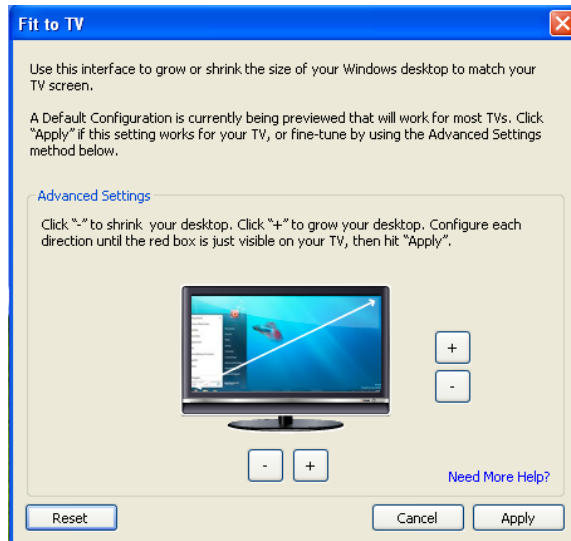 Fit to TV
Use this interface to grow or shrink the size of your Windows desktop to match your
TV screen.
A Default Configuration is currently being previewed that will work for most TVs. Click
“Apply” if this setting works for your TV, or fine-tune by using the Advanced Settings
method below.
Advanced Settings
Click “-” to shrink your desktop. Click “+” to grow your desktop. Configure each
direction until the red box is just visible on your TV, then hit “Apply”.
+
-
- +
Need More Help?
Reset Cancel Apply